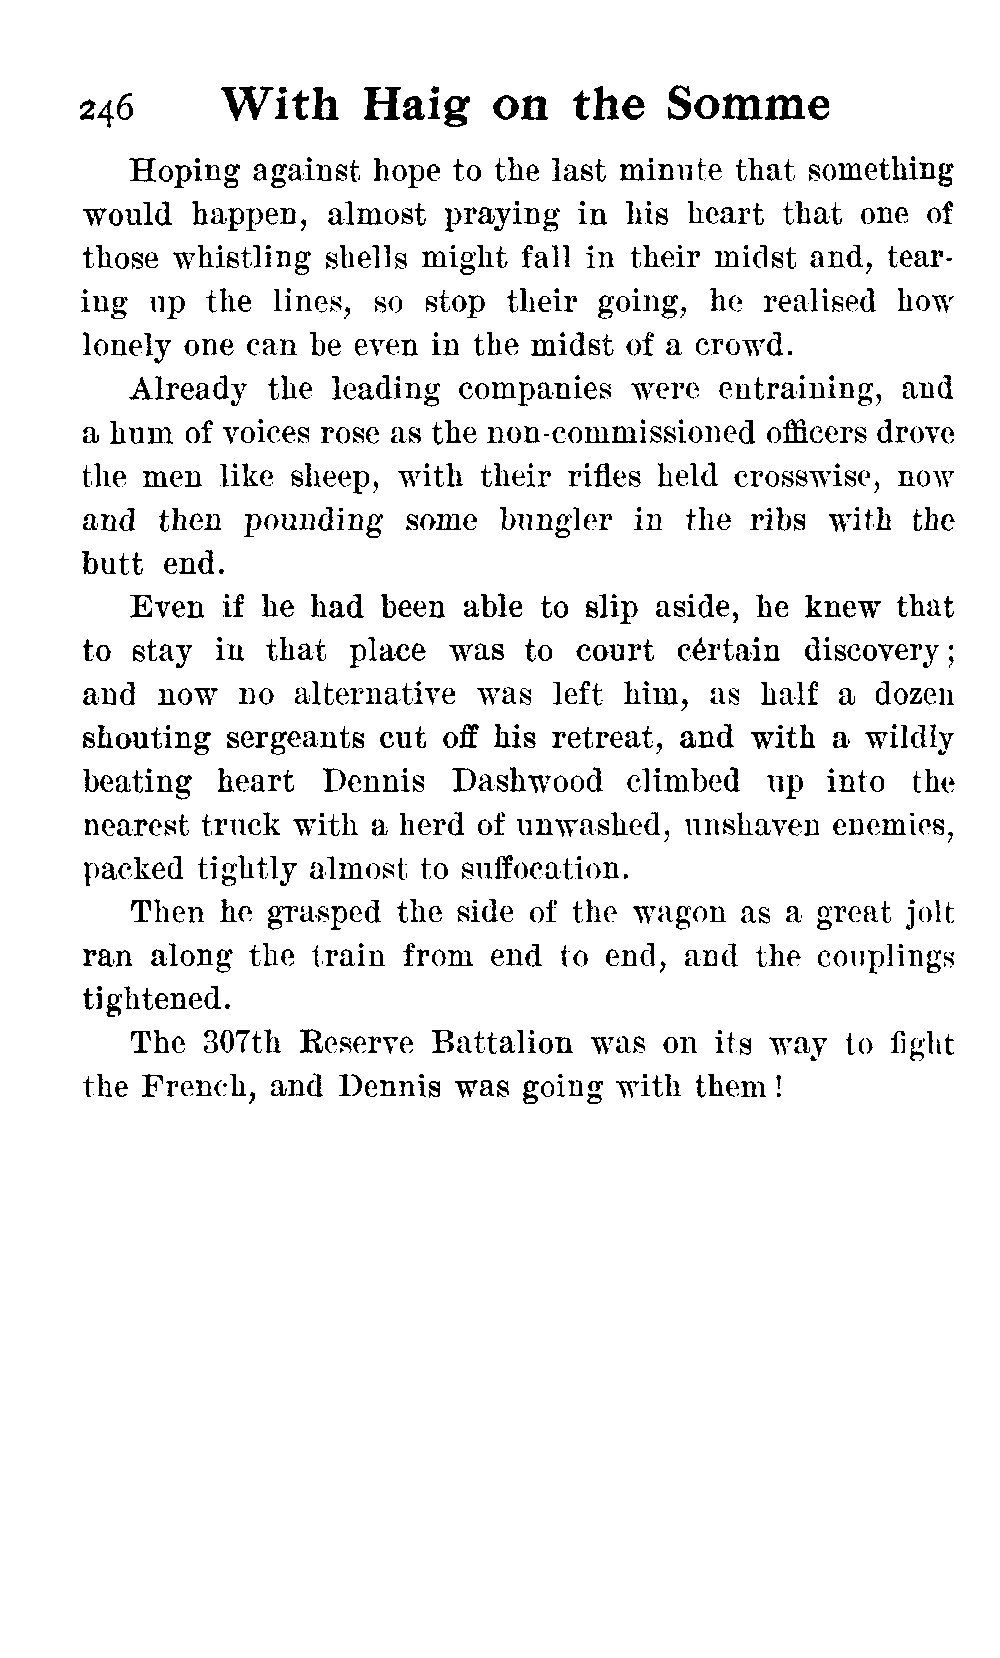 246 With Haig on the Somme
Hoping against hope to the last minute that something
would happen, almost praying in his heart that one of
those whistling shells might fall in their midst and, tear-
ing up the lines, so stop their going, he realised how
lonely one can be even in the midst of a crowd.
Already the leading companies were entraining, and
a hum of voices rose as the non-commissioned officers drove
the men like sheep, with their rifles held crosswise, now
and then pounding some bungler in the ribs with the
butt end.
Even if he had been able to slip aside, he knew that
to stay in that place was to court cértain discovery;
and now no alternative was left him, as half a dozen
shouting sergeants cut off his retreat, and with a wildly
beating heart Dennis Dashwood climbed up into the
nearest truck with a herd of unwashed, unshaven enemies,
packed tightly almost to suffocation.
Then he grasped the side of the wagon as a great jolt
ran along the train from end to end, and the couplings
tightened.
The 307th Reserve Battalion was on its way to fight
the French, and Dennis was going with them!